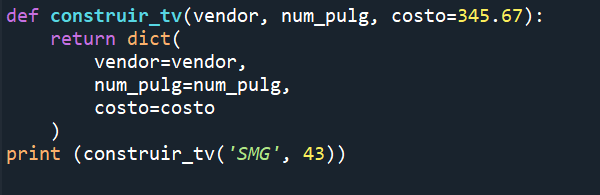 def construir_tv(vendor, num_pulg, costo=345.67):
    return dict(
        vendor=vendor,
        num_pulg=num_pulg,
        costo=costo
    )
print (construir_tv('SMG', 43))